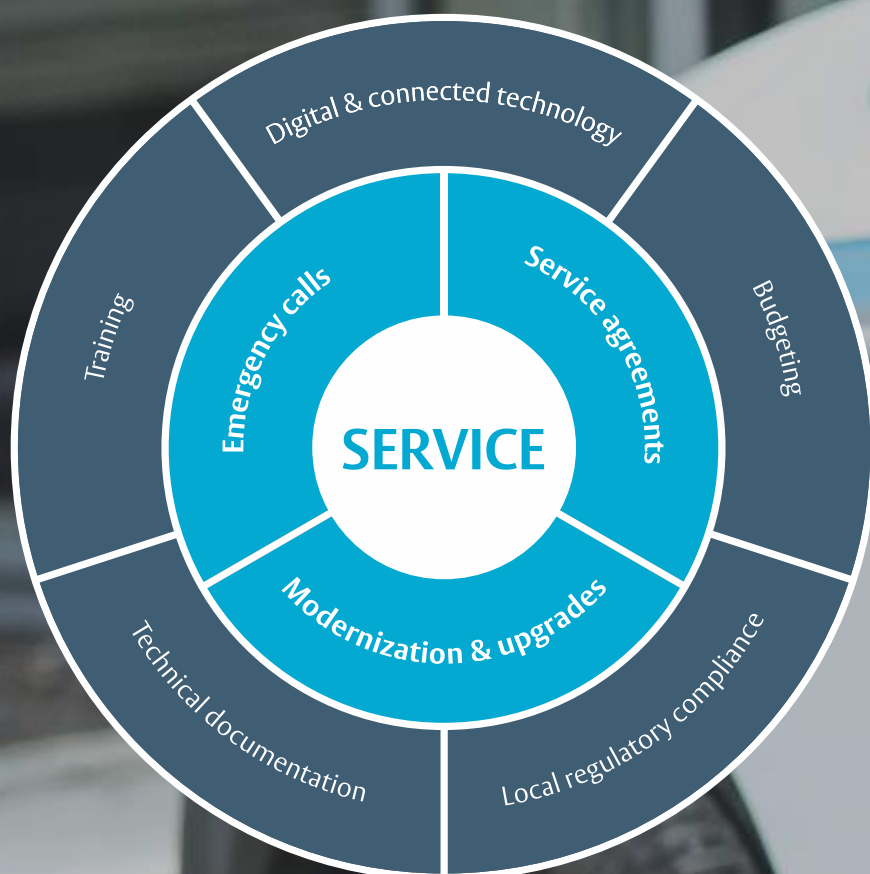 Digital & connected technology
Budgeting
Local regulatory compliance
Technical documentation
Training
Service agreements
Modernization & upgrades
Emergency calls
SERVICE